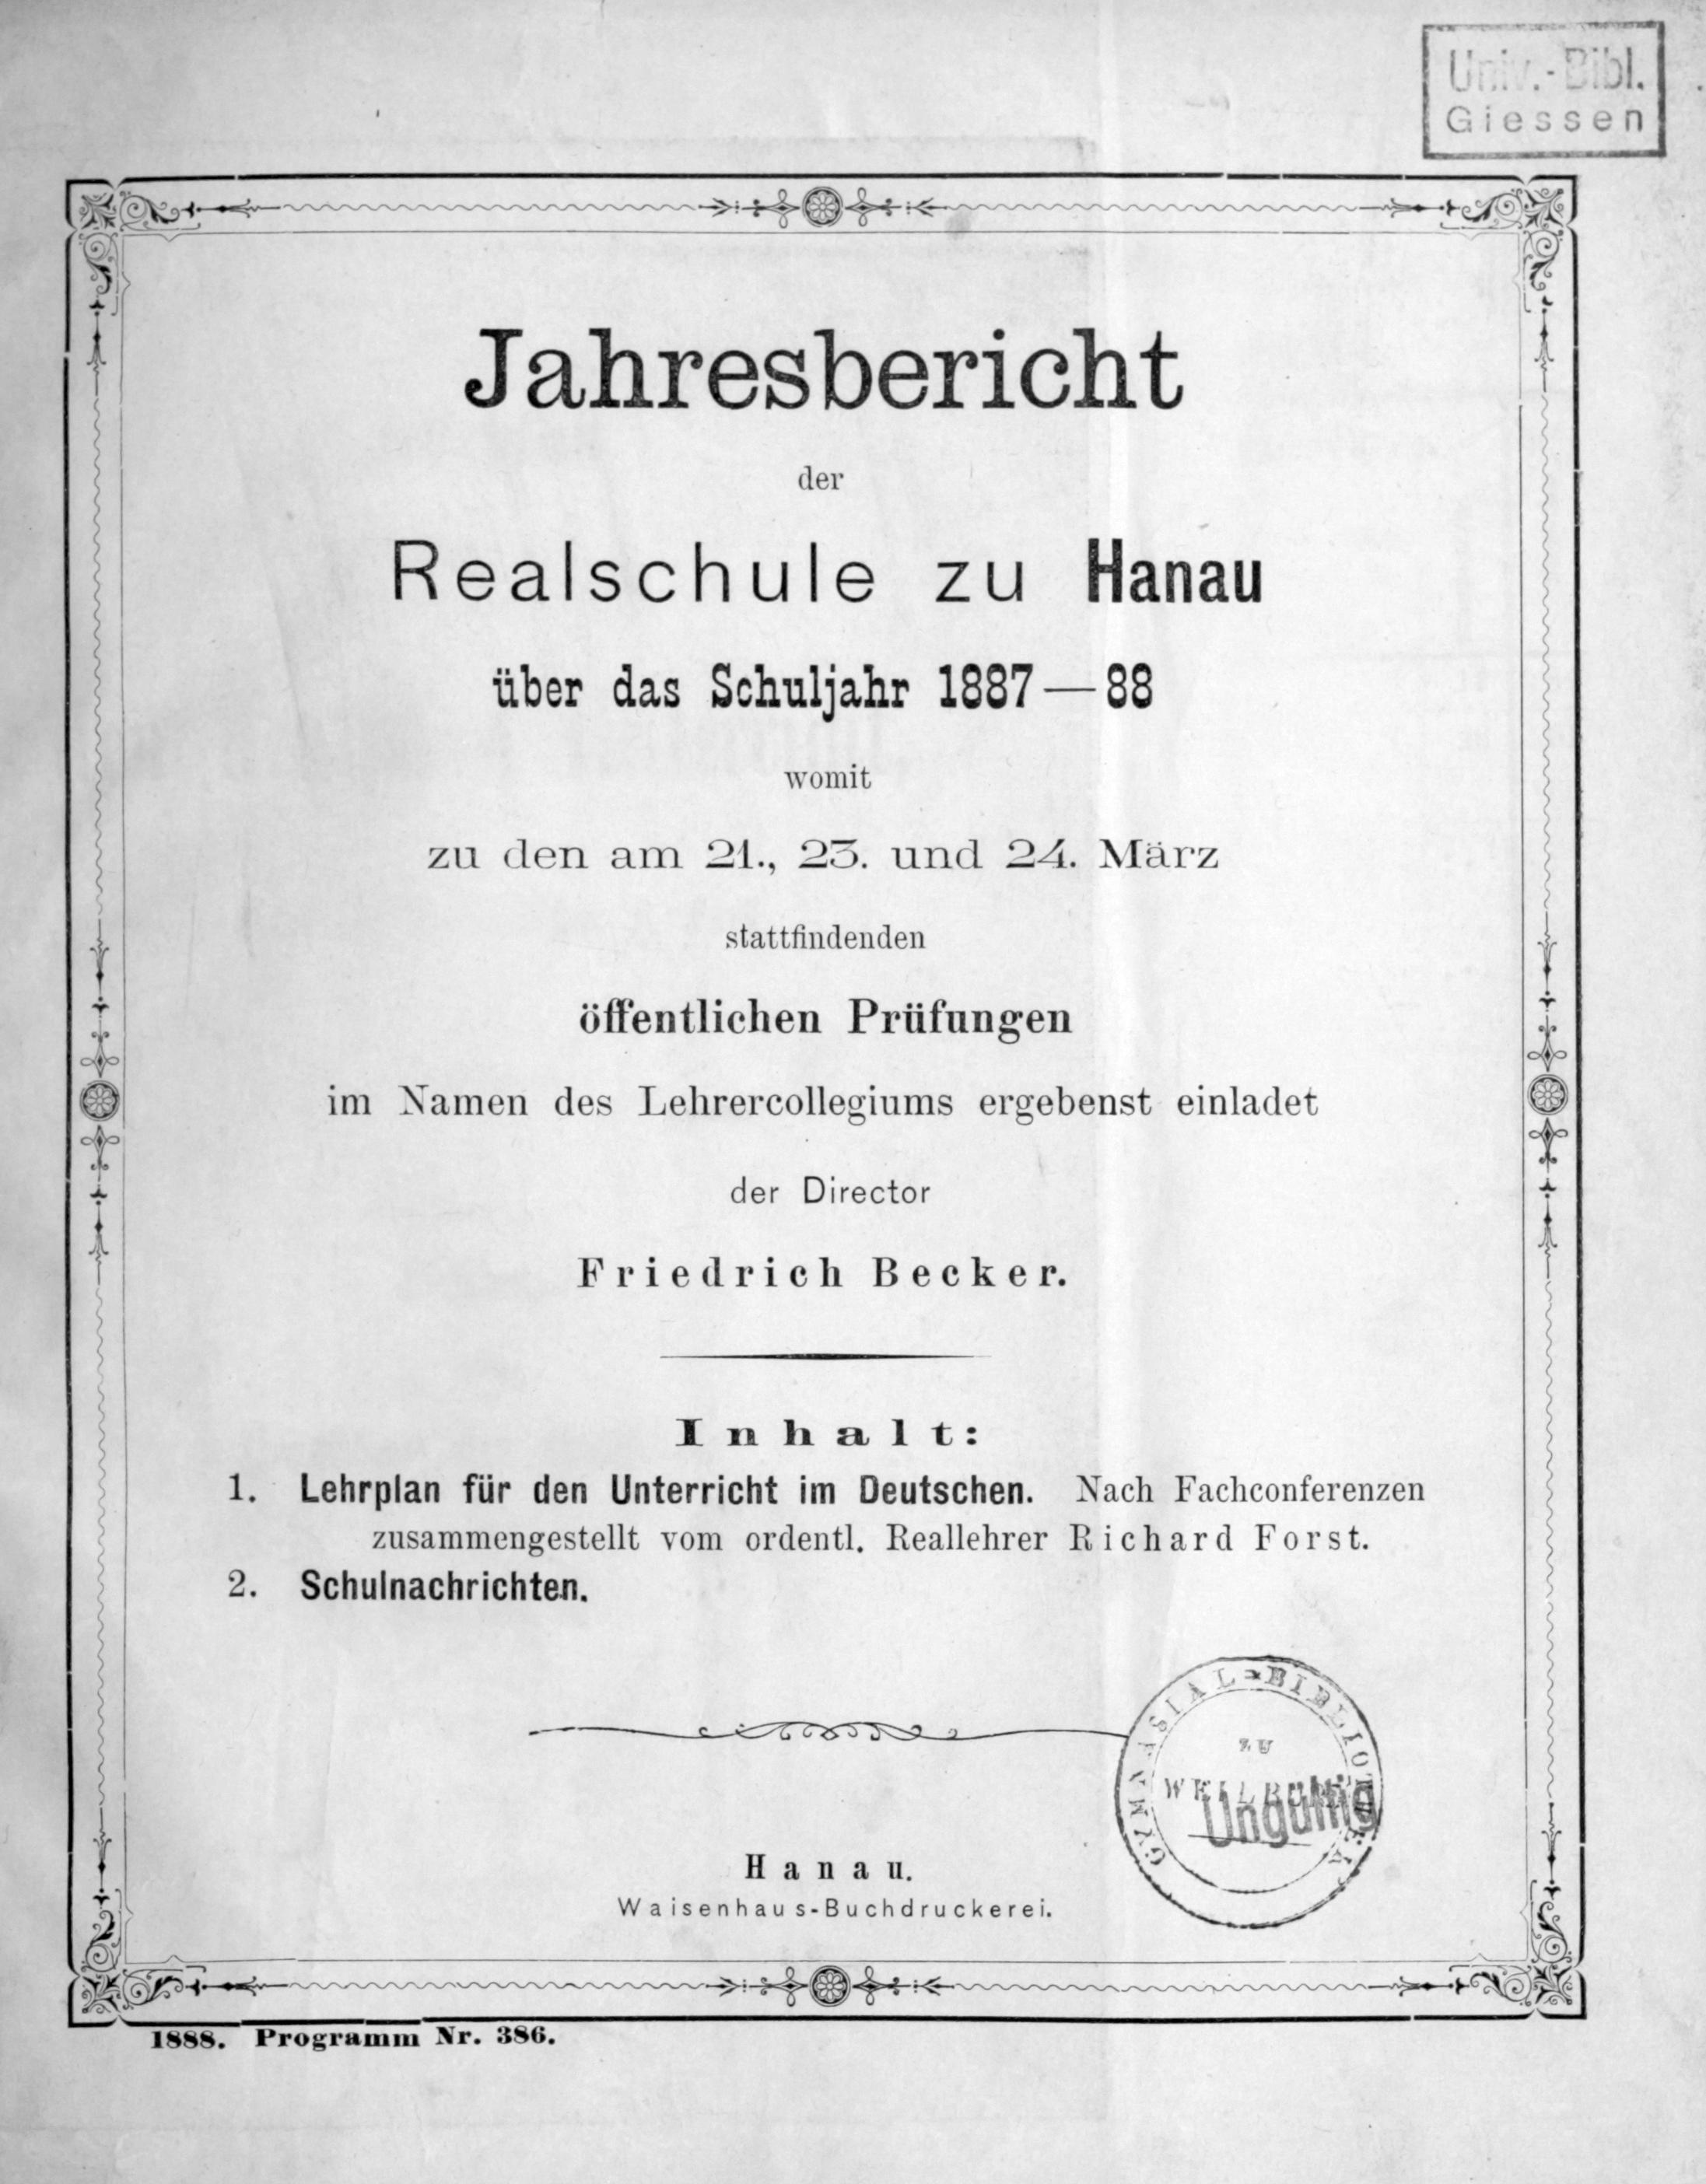 Univ.-Bibl.
Giessen
Jahresbericht
der
Realschule zu Hanau
über das Schuljahr 1887—88
womit
zu den am 21., 23. und 24. März
stattfindenden
öffentlichen Prüfungen
im Namen des Lehrercollegiums ergebenst einladet
der Director
Friedrich Becker.
Inhalt:
1. Lehrplan für den Unterricht im Deutschen. Nach Fachconferenzen
zusammengestellt vom ordentl. Reallehrer Richard Forst.
2. Schulnachrichten.
ZU
Ungültig
Hanau.
Waisenhaus-Buchdruckerei.
1888. Programm Nr. 386.